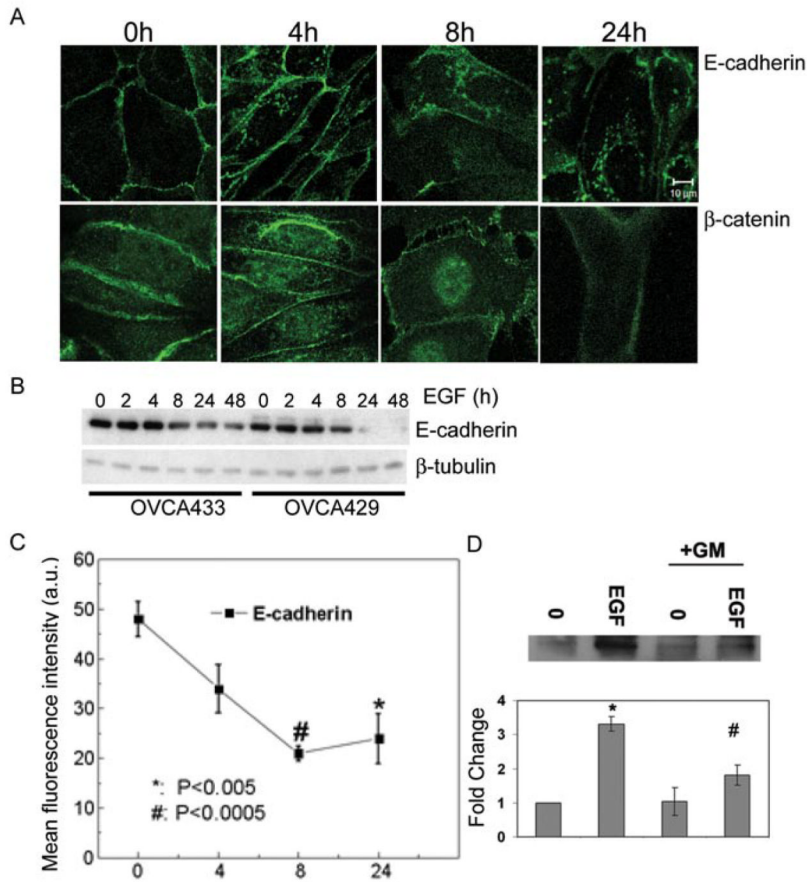 A
0h 4h 8h 24h
E-cadherin
10 μm
β-catenin
B
0 2 4 8 24 48 0 2 4 8 24 48 EGF (h)
E-cadherin
β-tubulin
OVCA433 OVCA429
C
Mean fluorescence intensity (a.u.)
60
50
40
30
20
10
0
E-cadherin
#
*
*: P<0.005
#: P<0.0005
0 4 8 24
D
+GM
0 EGF 0 EGF
Fold Change
4
3
2
1
0
*
#